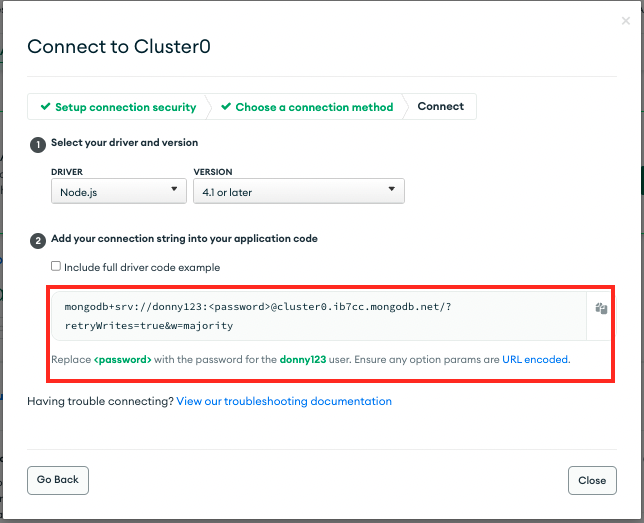 Connect to Cluster0
Setup connection security
Choose a connection method
Connect
1
Select your driver and version
DRIVER
VERSION
Node.js
4.1 or later
2
Add your connection string into your application code
Include full driver code example
mongodb+srv://donny123:<password>@cluster0.ib7cc.mongodb.net/?
retryWrites=true&w=majority
Replace <password> with the password for the donny123 user. Ensure any option params are URL encoded.
Having trouble connecting? View our troubleshooting documentation
Go Back
Close